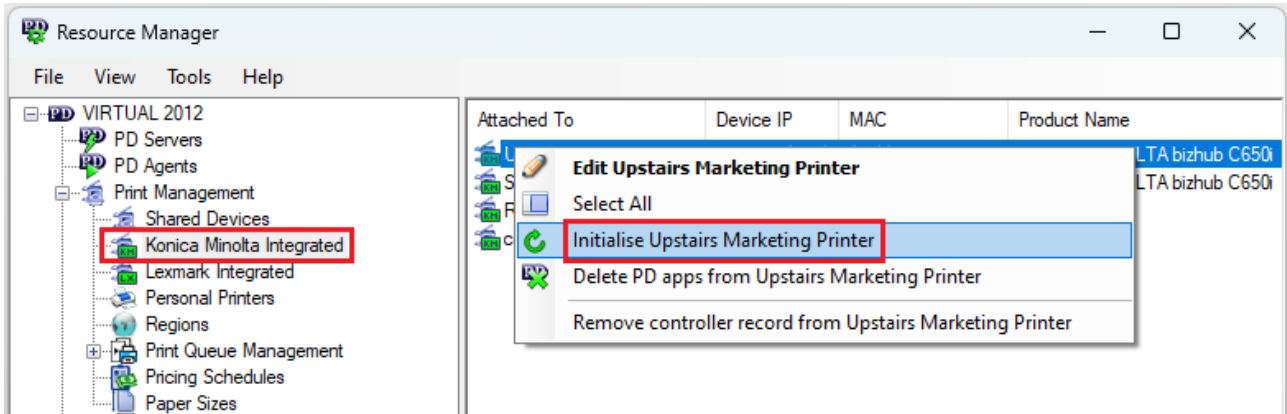 Resource Manager
File View Tools Help
VIRTUAL 2012
PD Servers
PD Agents
Print Management
Shared Devices
Konica Minolta Integrated
Lexmark Integrated
Personal Printers
Regions
Print Queue Management
Pricing Schedules
Paper Sizes
Attached To Device IP MAC Product Name
LTA bizhub C650i
LTA bizhub C650i
Edit Upstairs Marketing Printer
Select All
Initialise Upstairs Marketing Printer
Delete PD apps from Upstairs Marketing Printer
Remove controller record from Upstairs Marketing Printer